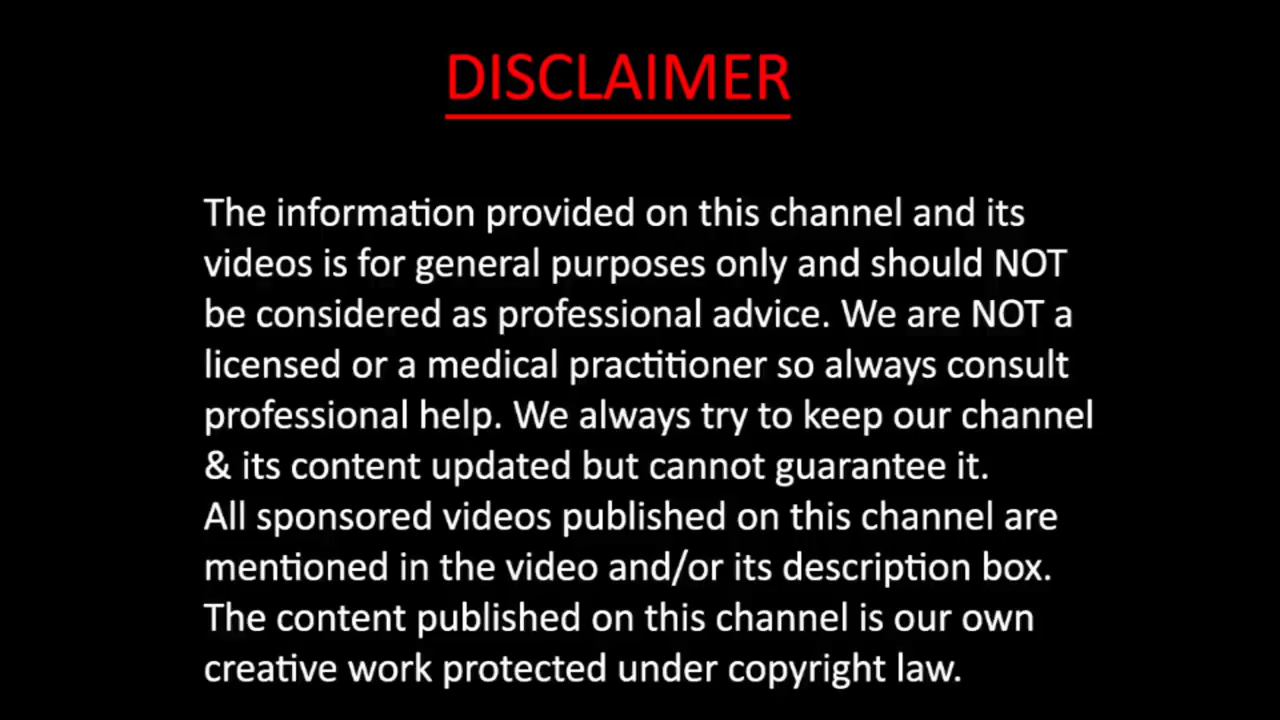 DISCLAIMER
The information provided on this channel and its
videos is for general purposes only and should NOT
be considered as professional advice. We are NOT a
licensed or a medical practitioner so always consult
professional help. We always try to keep our channel
& its content updated but cannot guarantee it.
All sponsored videos published on this channel are
mentioned in the video and/or its description box.
The content published on this channel is our own
creative work protected under copyright law.